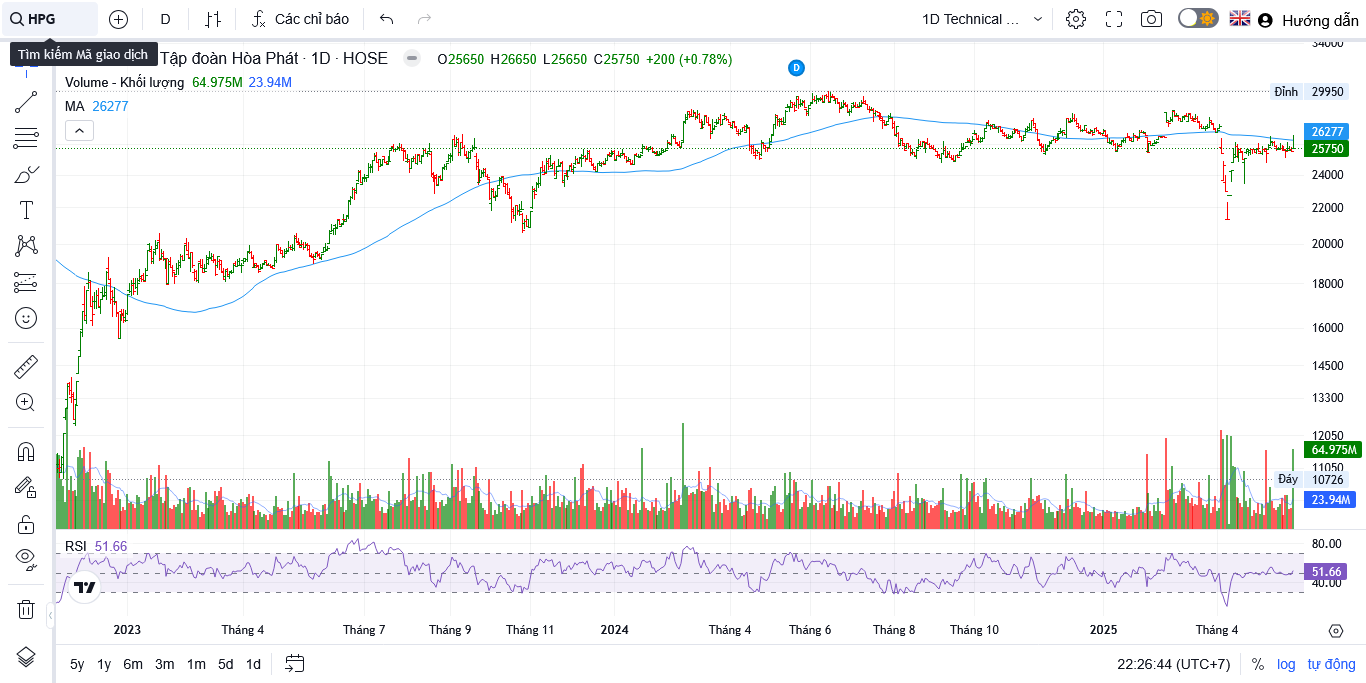 HPG D Các chỉ báo 1D Technical ... Hướng dẫn
Tìm kiếm Mã giao dịch
Tập đoàn Hòa Phát · 1D · HOSE O25650 H26650 L25650 C25750 +200 (+0.78%)
Volume - Khối lượng 64.975M 23.94M
MA 26277
D
34000
Đỉnh 29950
26277
25750
24000
22000
20000
18000
16000
14500
13300
12050
64.975M
11050
Đáy 10726
23.94M
RSI 51.66
80.00
51.66
40.00
2023 Tháng 4 Tháng 7 Tháng 9 Tháng 11 2024 Tháng 4 Tháng 6 Tháng 8 Tháng 10 2025 Tháng 4
5y 1y 6m 3m 1m 5d 1d 22:26:44 (UTC+7) % log tự động